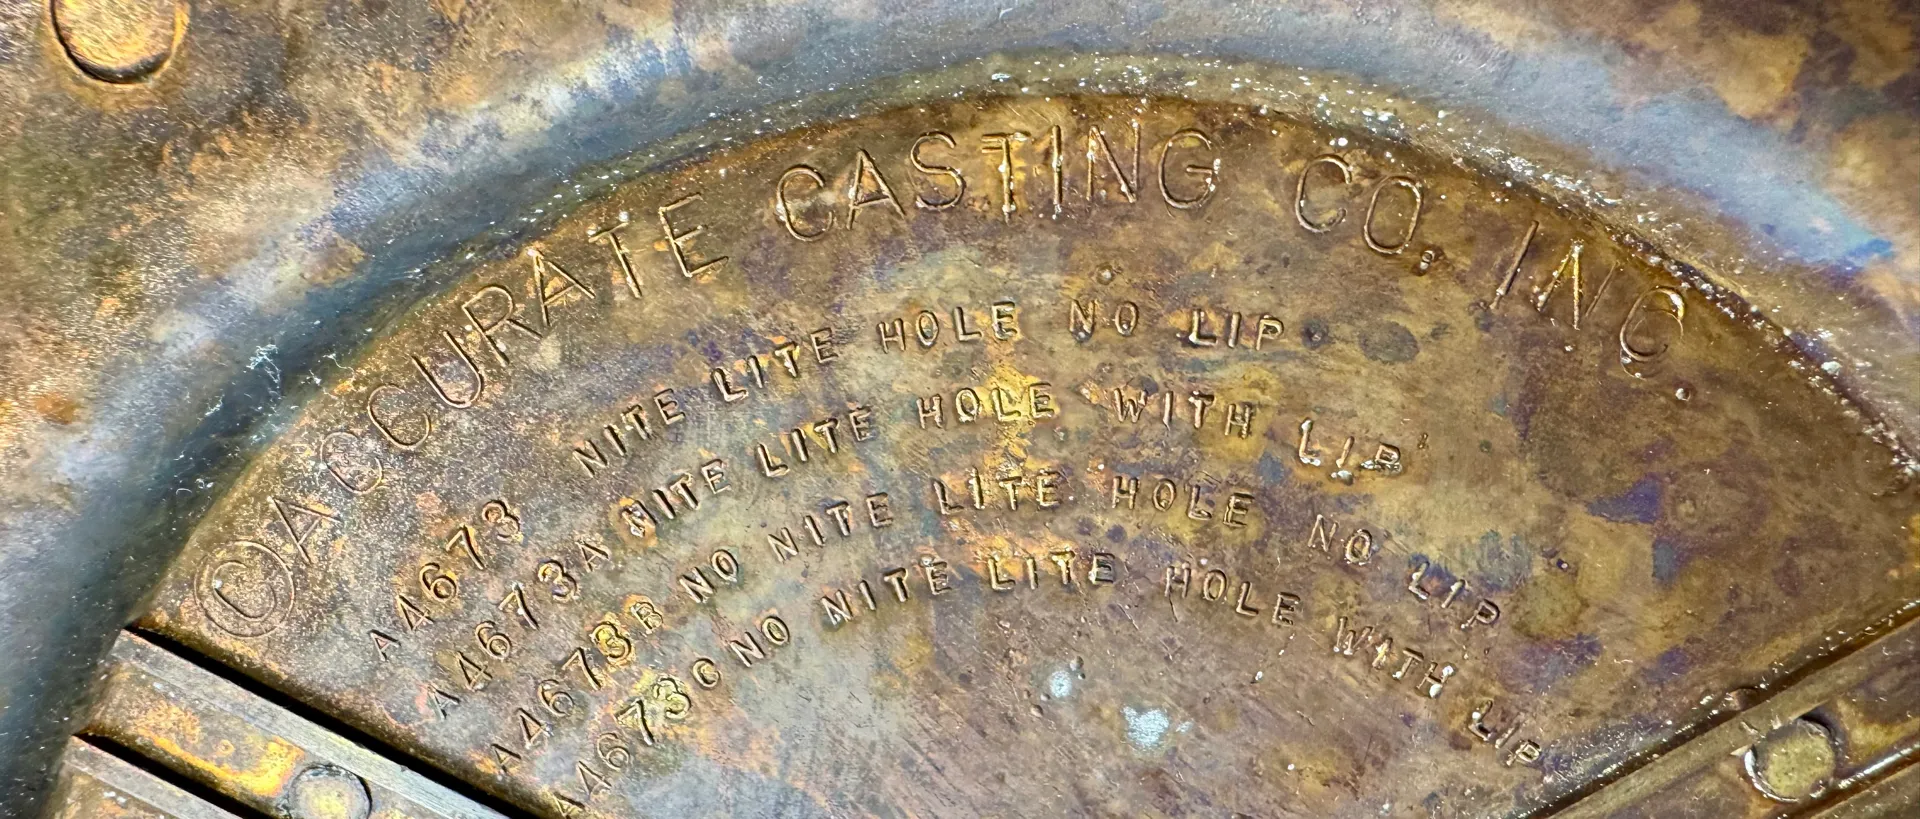 ©ACCURATE CASTING CO. INC.
A4673 NITE LITE HOLE NO LIP
A4673A NITE LITE HOLE WITH LIP
A4673B NO NITE LITE HOLE NO LIP
A4673C NO NITE LITE HOLE WITH LIP